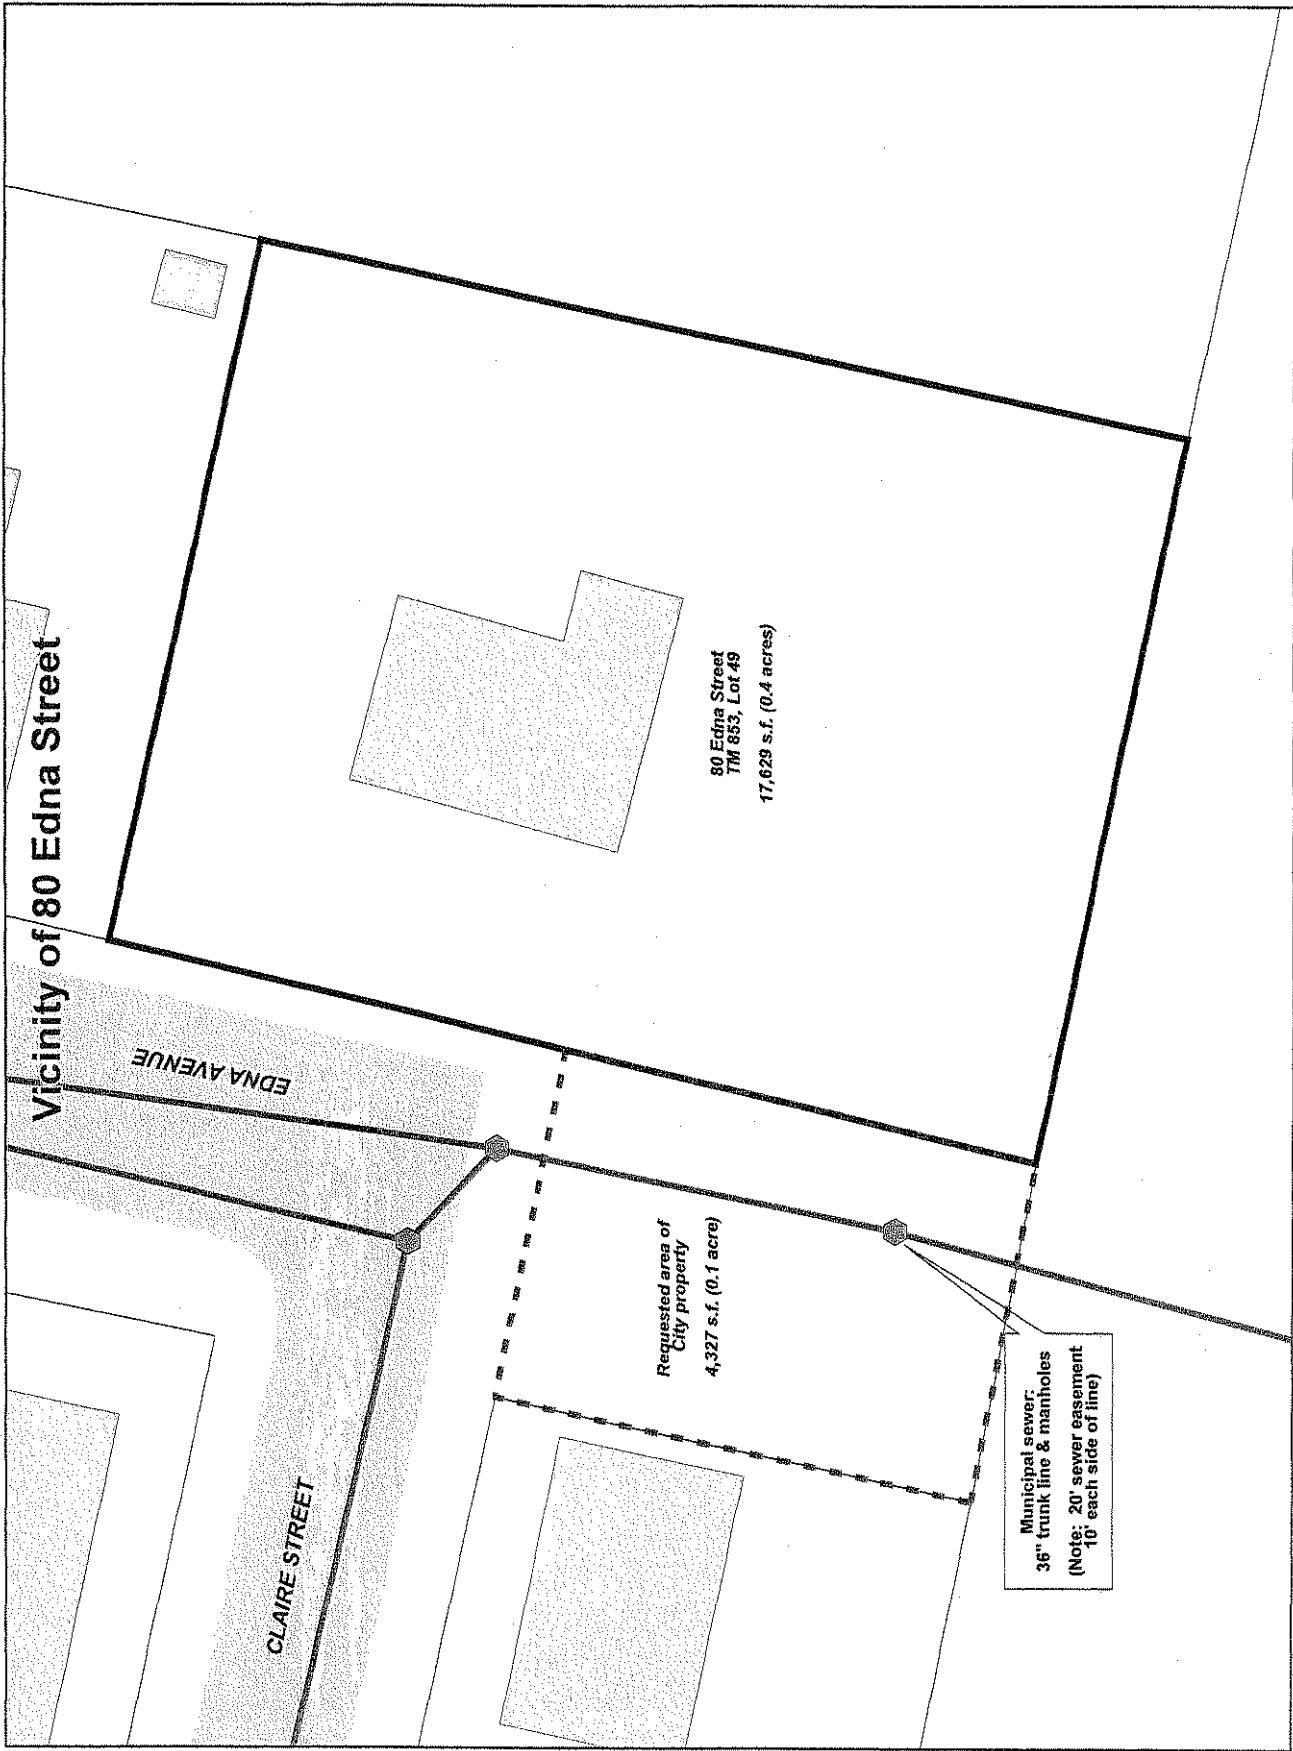 Vicinity of 80 Edna Street
EDNA AVENUE
CLAIRE STREET
80 Edna Street
TM 853, Lot 49
17,629 s.f. (0.4 acres)
Requested area of
City property
4,327 s.f. (0.1 acre)
Municipal sewer:
36" trunk line & manholes
(Note: 20' sewer easement
10' each side of line)